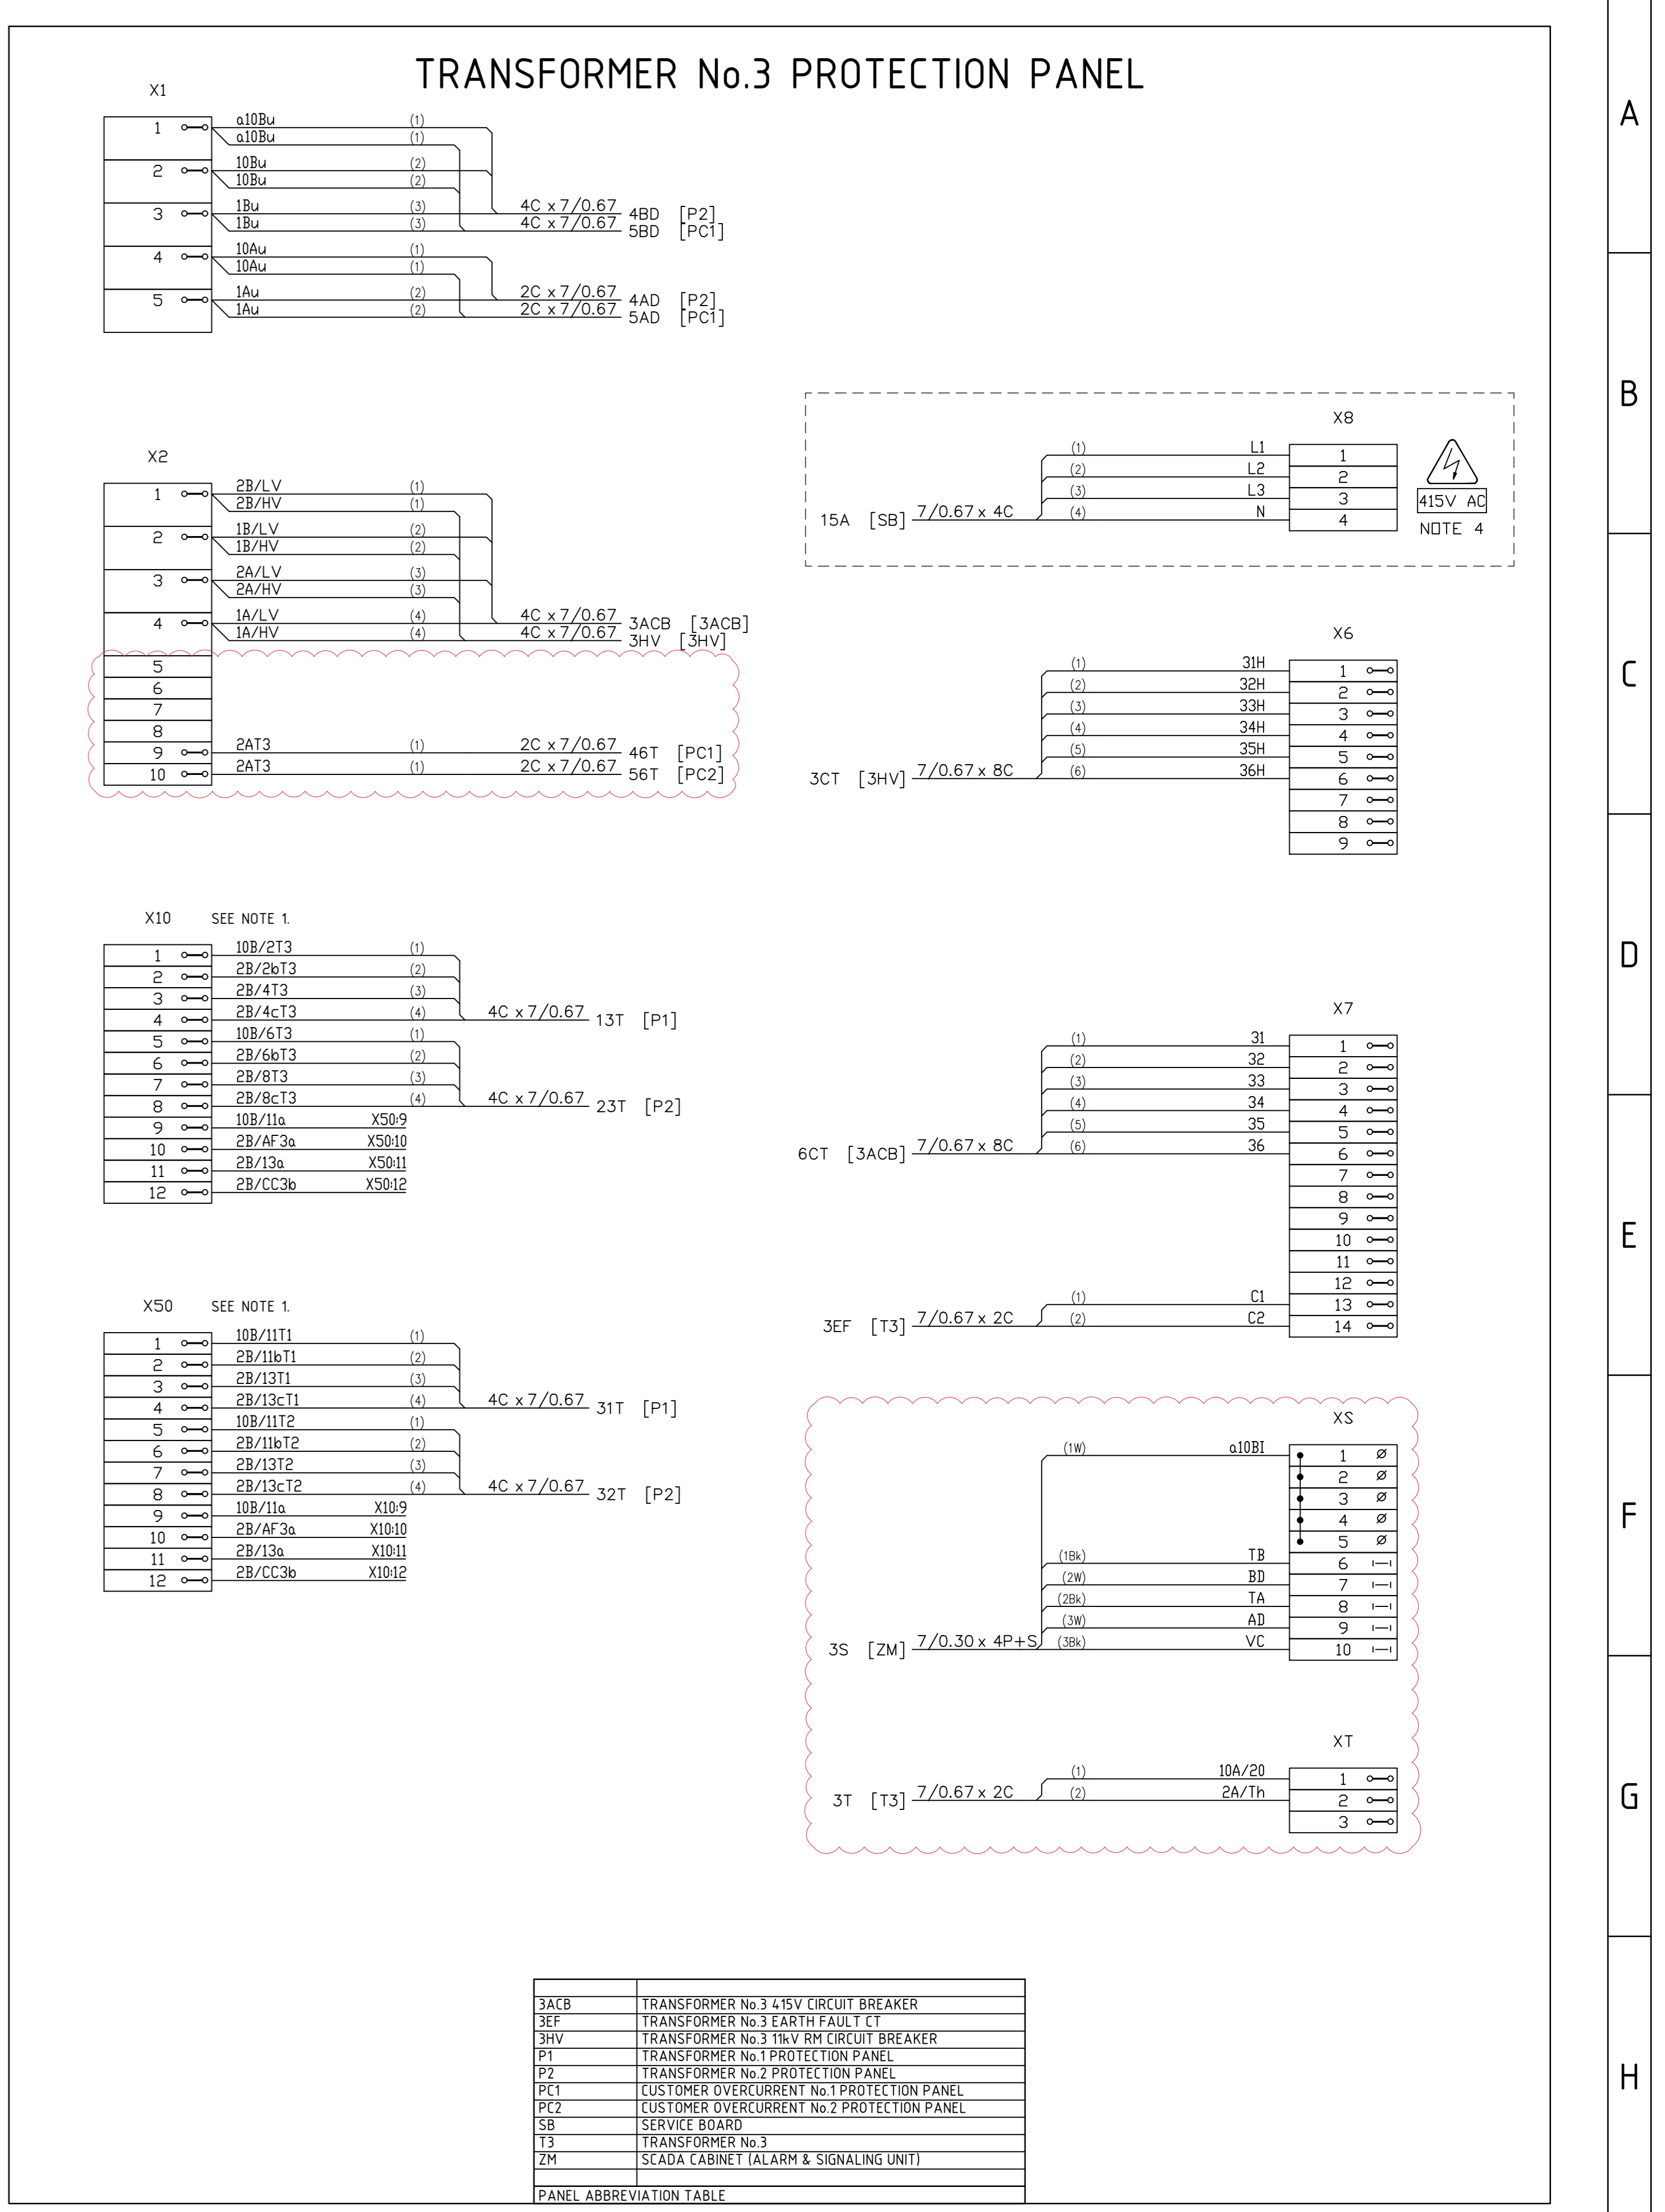 TRANSFORMER No.3 PROTECTION PANEL
X1
1 a10Bu (1)
a10Bu (1)
2 10Bu (2)
10Bu (2)
3 1Bu (3) 4C x 7/0.67 4BD [P2]
1Bu (3) 4C x 7/0.67 5BD [PC1]
4 10Au (1)
10Au (1)
5 1Au (2) 2C x 7/0.67 4AD [P2]
1Au (2) 2C x 7/0.67 5AD [PC1]
X2
1 2B/LV (1)
2B/HV (1)
2 1B/LV (2)
1B/HV (2)
3 2A/LV (3)
2A/HV (3)
4 1A/LV (4) 4C x 7/0.67 3ACB [3ACB]
1A/HV (4) 4C x 7/0.67 3HV [3HV]
5
6
7
8
9 2AT3 (1) 2C x 7/0.67 46T [PC1]
10 2AT3 (1) 2C x 7/0.67 56T [PC2]
X10 SEE NOTE 1.
1 10B/2T3 (1)
2 2B/2bT3 (2)
3 2B/4T3 (3)
4 2B/4cT3 (4) 4C x 7/0.67 13T [P1]
5 10B/6T3 (1)
6 2B/6bT3 (2)
7 2B/8T3 (3)
8 2B/8cT3 (4) 4C x 7/0.67 23T [P2]
9 10B/11a X50:9
10 2B/AF3a X50:10
11 2B/13a X50:11
12 2B/CC3b X50:12
X50 SEE NOTE 1.
1 10B/11T1 (1)
2 2B/11bT1 (2)
3 2B/13T1 (3)
4 2B/13cT1 (4) 4C x 7/0.67 31T [P1]
5 10B/11T2 (1)
6 2B/11bT2 (2)
7 2B/13T2 (3)
8 2B/13cT2 (4) 4C x 7/0.67 32T [P2]
9 10B/11a X10:9
10 2B/AF3a X10:10
11 2B/13a X10:11
12 2B/CC3b X10:12
X8
(1) L1 1
(2) L2 2
(3) L3 3
15A [SB] 7/0.67 x 4C (4) N 4
415V AC
NOTE 4
X6
(1) 31H 1
(2) 32H 2
(3) 33H 3
(4) 34H 4
(5) 35H 5
3CT [3HV] 7/0.67 x 8C (6) 36H 6
7
8
9
X7
(1) 31 1
(2) 32 2
(3) 33 3
(4) 34 4
(5) 35 5
6CT [3ACB] 7/0.67 x 8C (6) 36 6
7
8
9
10
11
12
(1) C1 13
3EF [T3] 7/0.67 x 2C (2) C2 14
XS
(1W) a10BI 1
2
3
4
5
(1Bk) TB 6
(2W) BD 7
(2Bk) TA 8
(3W) AD 9
3S [ZM] 7/0.30 x 4P+S (3Bk) VC 10
XT
(1) 10A/20 1
3T [T3] 7/0.67 x 2C (2) 2A/Th 2
3
3ACB TRANSFORMER No.3 415V CIRCUIT BREAKER
3EF TRANSFORMER No.3 EARTH FAULT CT
3HV TRANSFORMER No.3 11kV RM CIRCUIT BREAKER
P1 TRANSFORMER No.1 PROTECTION PANEL
P2 TRANSFORMER No.2 PROTECTION PANEL
PC1 CUSTOMER OVERCURRENT No.1 PROTECTION PANEL
PC2 CUSTOMER OVERCURRENT No.2 PROTECTION PANEL
SB SERVICE BOARD
T3 TRANSFORMER No.3
ZM SCADA CABINET (ALARM & SIGNALING UNIT)
PANEL ABBREVIATION TABLE
A
B
C
D
E
F
G
H